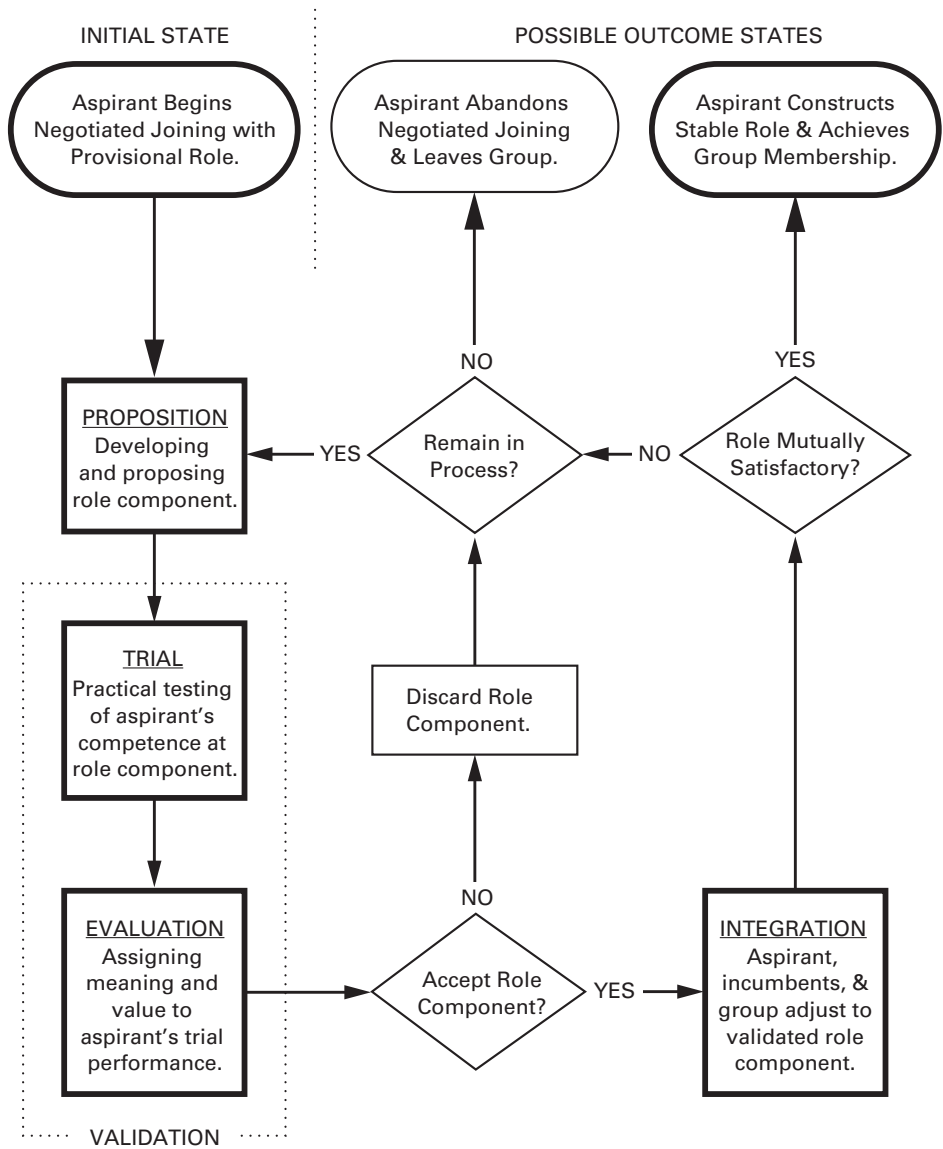 INITIAL STATE
POSSIBLE OUTCOME STATES
Aspirant Begins
Negotiated Joining with
Provisional Role.
Aspirant Abandons
Negotiated Joining
& Leaves Group.
Aspirant Constructs
Stable Role & Achieves
Group Membership.
NO
YES
PROPOSITION
Developing
and proposing
role component.
YES
Remain in
Process?
NO
Role Mutually
Satisfactory?
TRIAL
Practical testing
of aspirant's
competence at
role component.
Discard Role
Component.
NO
EVALUATION
Assigning
meaning and
value to
aspirant's trial
performance.
Accept Role
Component?
YES
INTEGRATION
Aspirant,
incumbents, &
group adjust to
validated role
component.
VALIDATION